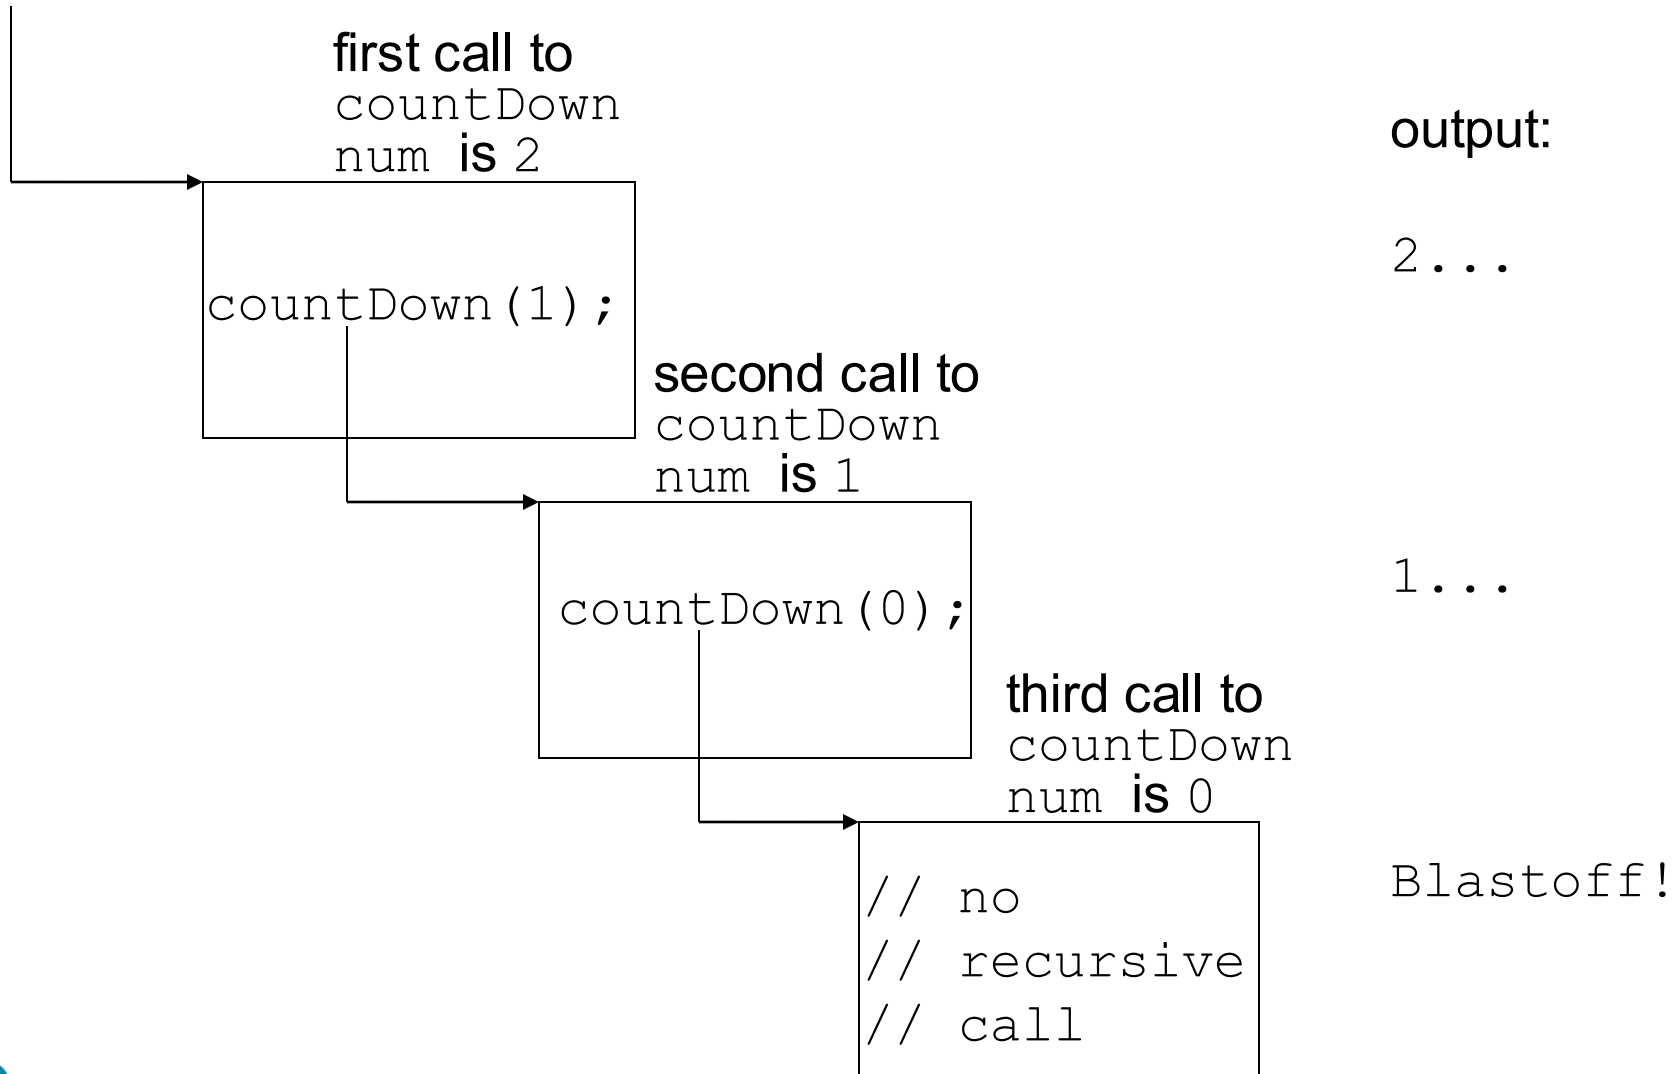 first call to
countDown
num is 2
output:
2...
countDown(1);
second call to
countDown
num is 1
1...
countDown(0);
third call to
countDown
num is 0
Blastoff!
// no
// recursive
// call